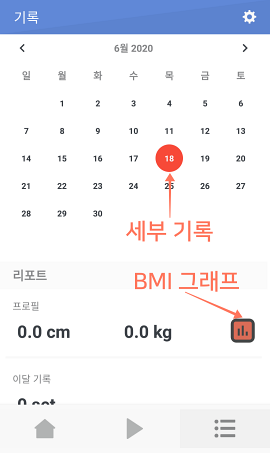 기록
6월 2020
일 월 화 수 목 금 토
1 2 3 4 5 6
7 8 9 10 11 12 13
14 15 16 17 18 19 20
21 22 23 24 25 26 27
28 29 30
세부 기록
리포트
BMI 그래프
프로필
0.0 cm 0.0 kg
이달 기록
0 set